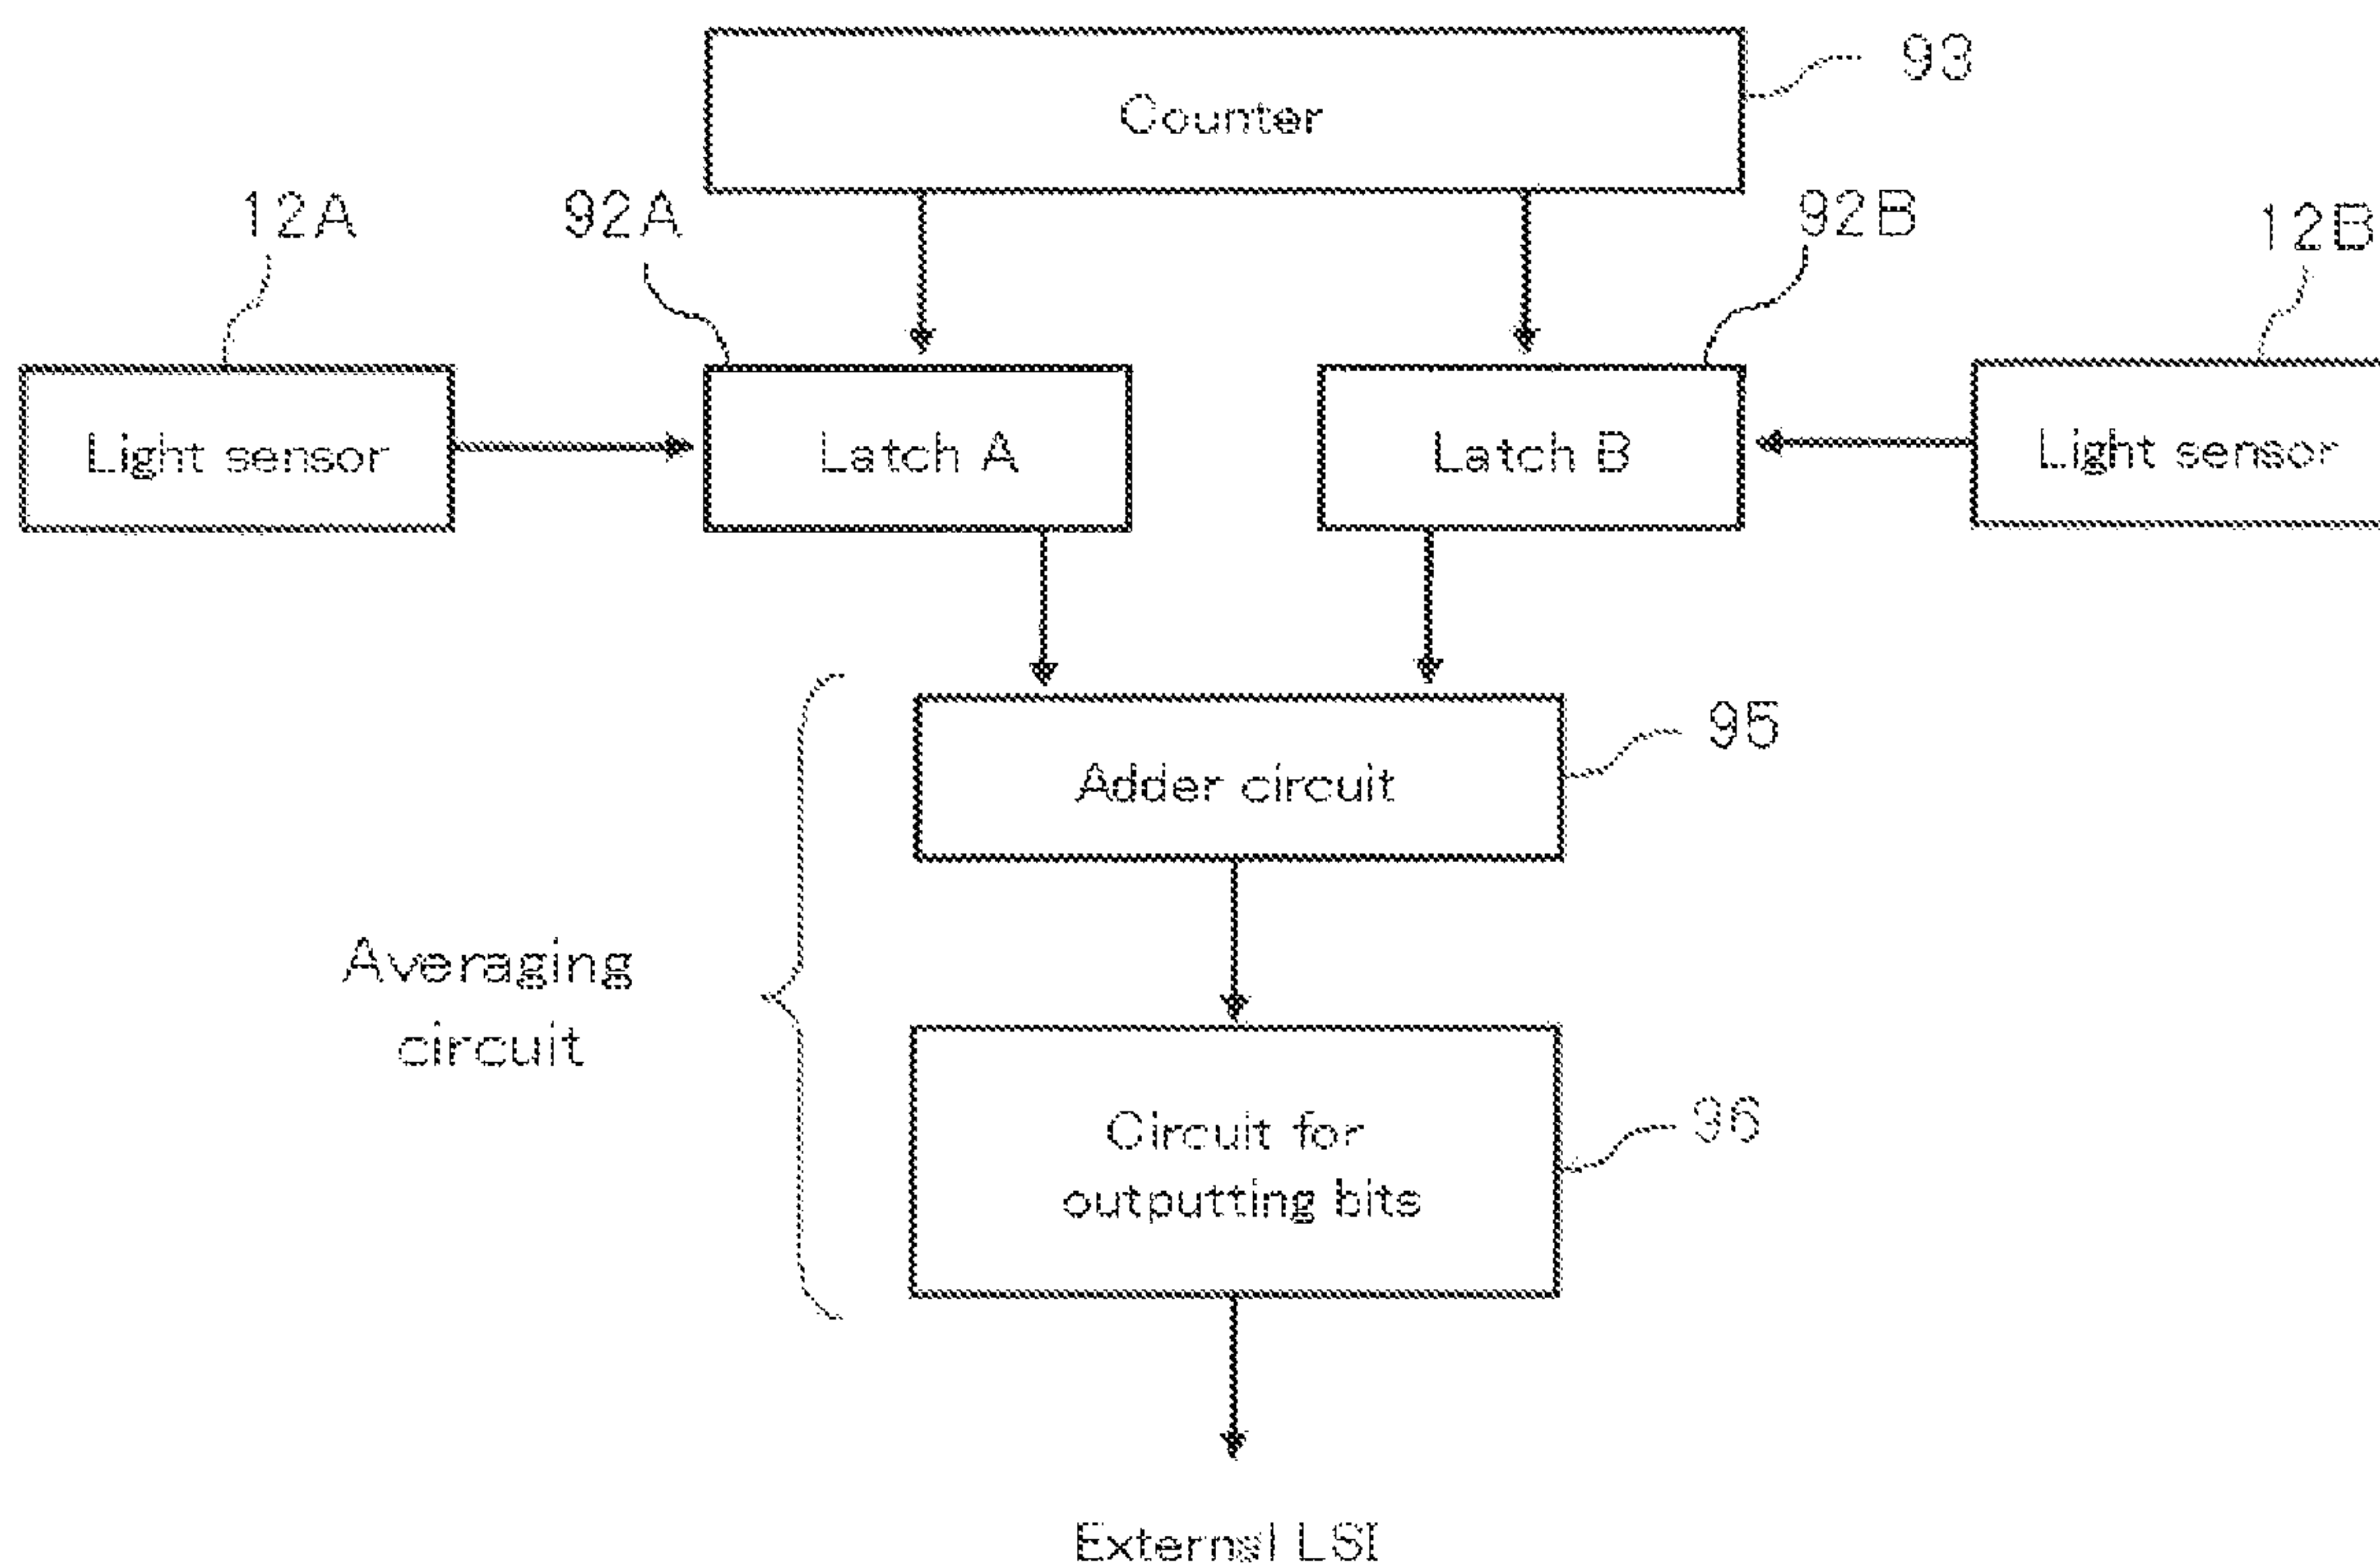 Counter
93
12A
92A
92B
12B
Light sensor
Latch A
Latch B
Light sensor
95
Adder circuit
Averaging
circuit
96
Circuit for
outputting bits
External LSI